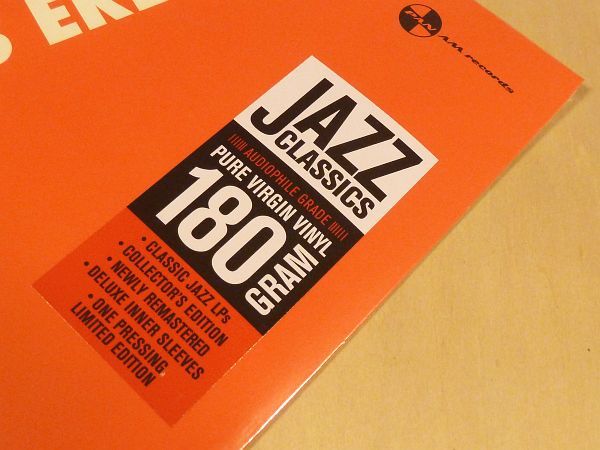 PAN
AM records
JAZZ
CLASSICS
AUDIOPHILE GRADE
PURE VIRGIN VINYL
180
GRAM
• CLASSIC JAZZ LPs
COLLECTOR'S EDITION
• NEWLY REMASTERED
• DELUXE INNER SLEEVES
• ONE PRESSING
LIMITED EDITION